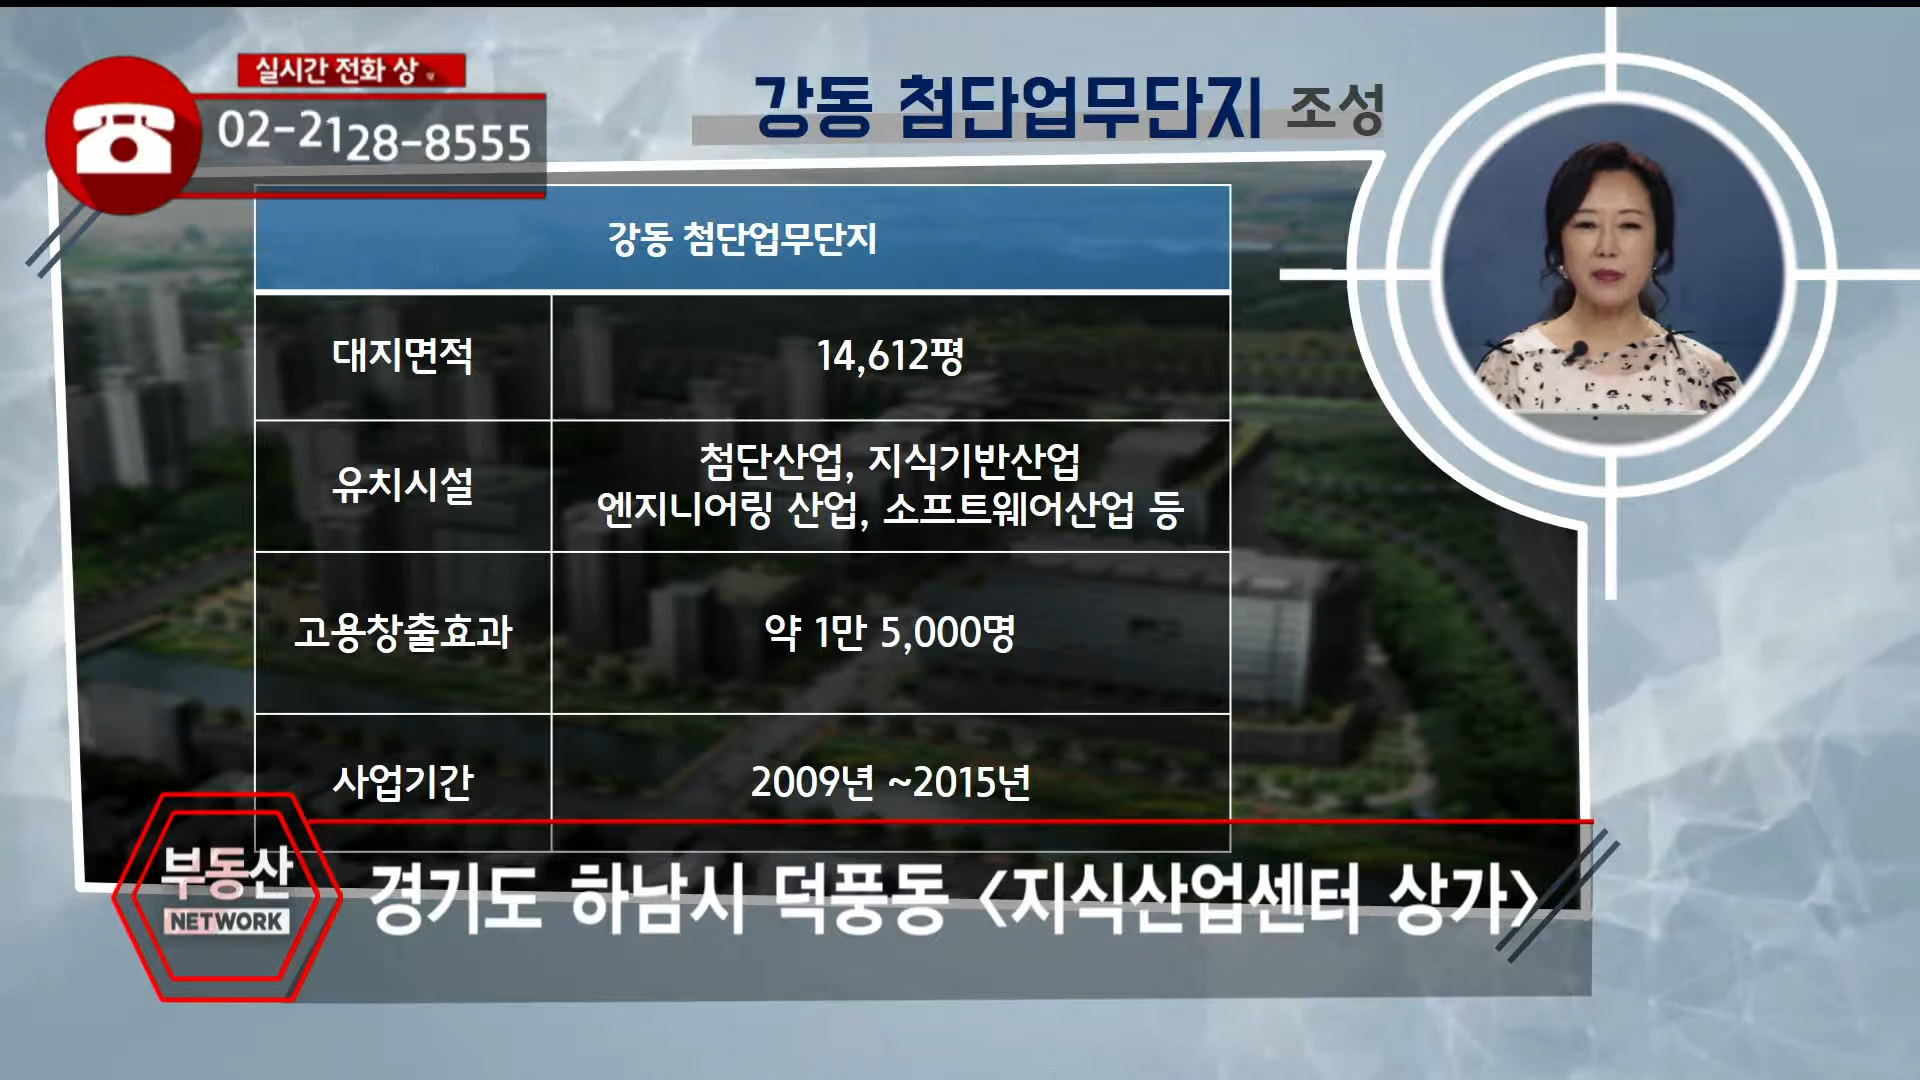 실시간 전화 상
02-2128-8555
강동 첨단업무단지 조성
강동 첨단업무단지
대지면적 14,612평
유치시설 첨단산업, 지식기반산업
엔지니어링 산업, 소프트웨어산업 등
고용창출효과 약 1만 5,000명
사업기간 2009년 ~2015년
부동산
NETWORK
경기도 하남시 덕풍동 <지식산업센터 상가>